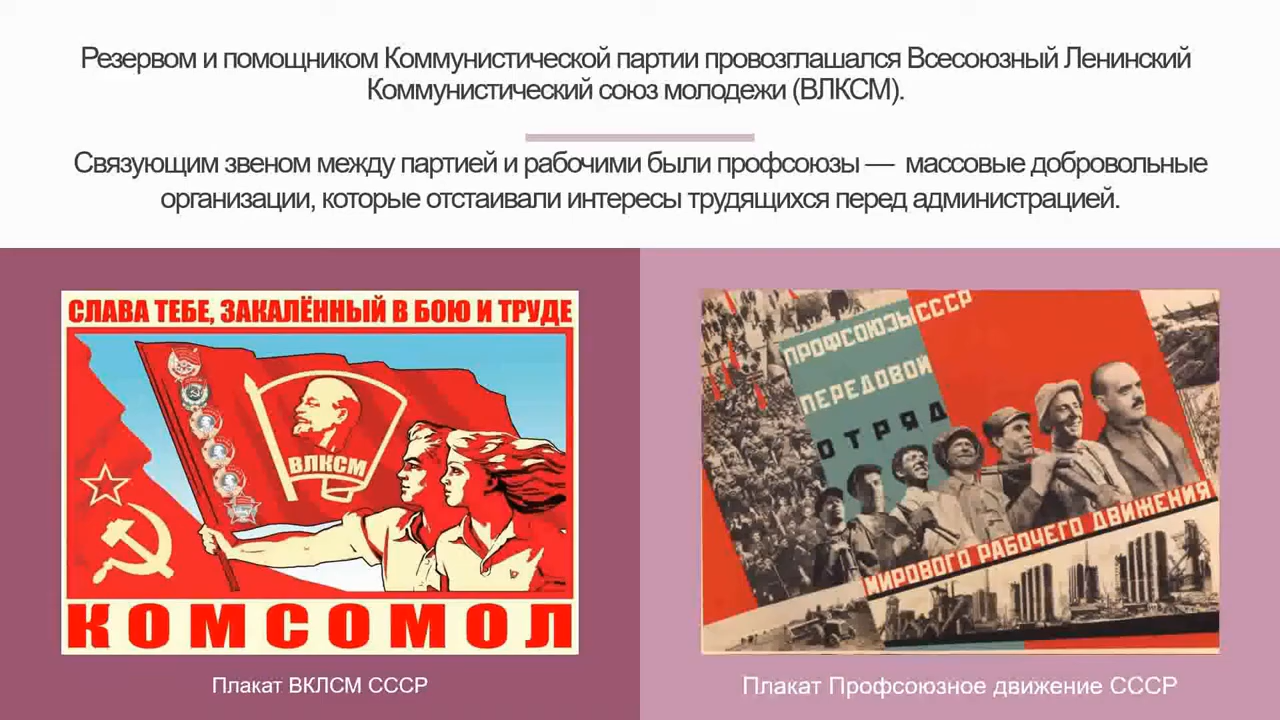 Резервом и помощником Коммунистической партии провозглашался Всесоюзный Ленинский
Коммунистический союз молодежи (ВЛКСМ).
Связующим звеном между партией и рабочими были профсоюзы — массовые добровольные
организации, которые отстаивали интересы трудящихся перед администрацией.
СЛАВА ТЕБЕ, ЗАКАЛЁННЫЙ В БОЮ И ТРУДЕ
ВЛКСМ
КОМСОМОЛ
Плакат ВКЛСМ СССР
ПРОФСОЮЗЫ СССР
ПЕРЕДОВОЙ
ОТРЯД
МИРОВОГО РАБОЧЕГО ДВИЖЕНИЯ
Плакат Профсоюзное движение СССР